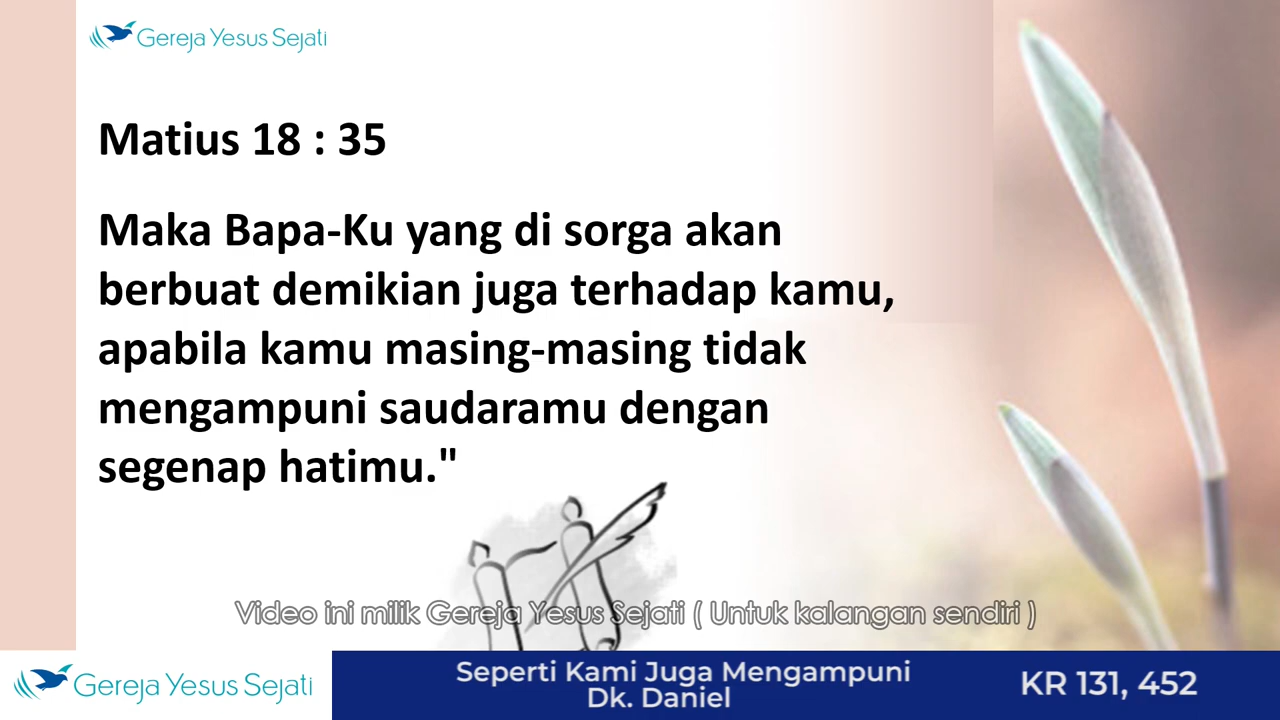 Gereja Yesus Sejati
Matius 18 : 35
Maka Bapa-Ku yang di sorga akan
berbuat demikian juga terhadap kamu,
apabila kamu masing-masing tidak
mengampuni saudaramu dengan
segenap hatimu."
Video ini milik Gereja Yesus Sejati ( Untuk kalangan sendiri )
Gereja Yesus Sejati
Seperti Kami Juga Mengampuni
Dk. Daniel
KR 131, 452